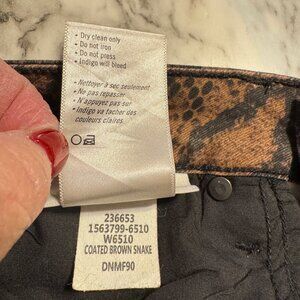 • Dry clean only
• Do not iron
• Do not press
• Indigo will bleed
• Nettoyer à sec seulement
• Ne pas repasser
• N'appuyez pas sur
• Indigo va tacher des
couleurs claires
236653
1563799-6510
W6510
COATED BROWN SNAKE
DNMF90